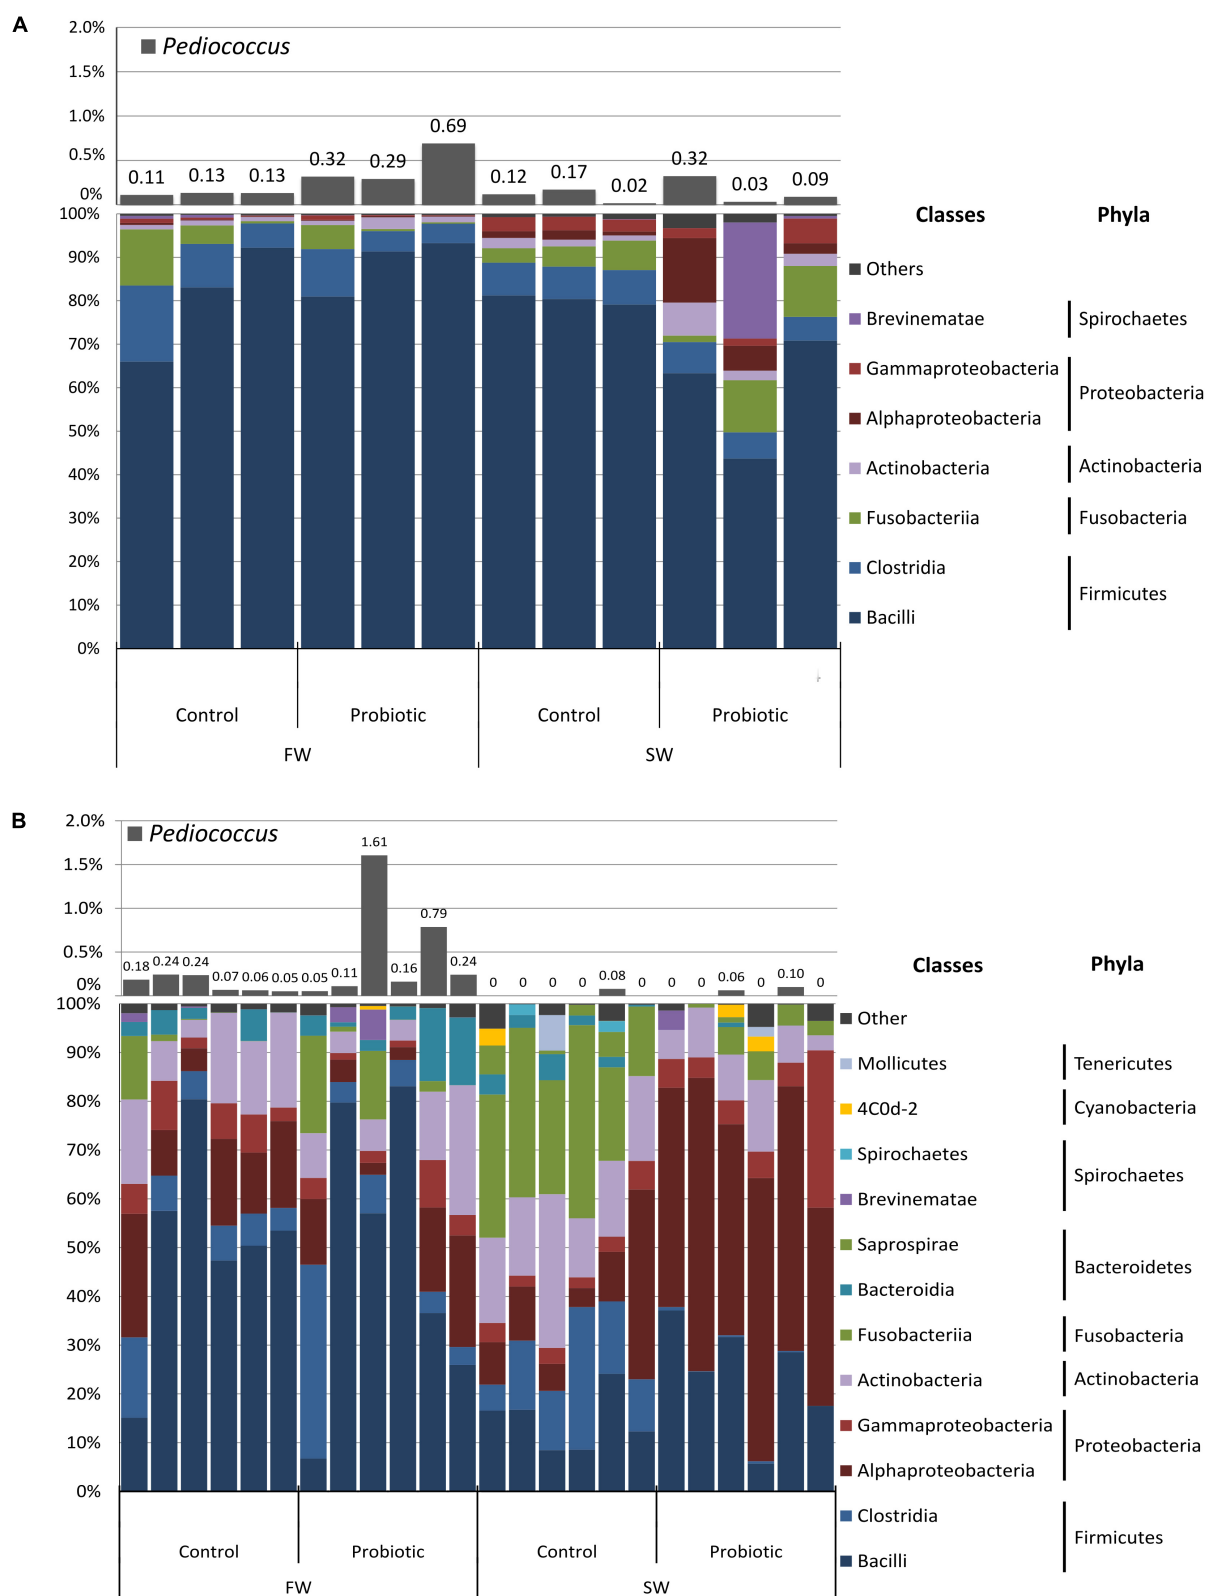 A
2.0%
Pediococcus
1.5%
1.0%
0.5%
0%
0.11 0.13 0.13 0.32 0.29 0.69 0.12 0.17 0.02 0.32 0.03 0.09
100%
90%
80%
70%
60%
50%
40%
30%
20%
10%
0%
Classes Phyla
Others
Brevinematae Spirochaetes
Gammaproteobacteria
Proteobacteria
Alphaproteobacteria
Actinobacteria Actinobacteria
Fusobacteriia Fusobacteria
Clostridia
Firmicutes
Bacilli
Control Probiotic Control Probiotic
FW SW
B
2.0%
Pediococcus
1.5%
1.0%
0.5%
0%
0.18 0.24 0.24 0.07 0.06 0.05 0.05 0.11 1.61 0.16 0.79 0.24 0 0 0 0 0.08 0 0 0 0.06 0 0.10 0
100%
90%
80%
70%
60%
50%
40%
30%
20%
10%
0%
Classes Phyla
Other
Mollicutes Tenericutes
4C0d-2 Cyanobacteria
Spirochaetes
Spirochaetes
Brevinematae
Saprospirae
Bacteroidetes
Bacteroidia
Fusobacteriia Fusobacteria
Actinobacteria Actinobacteria
Gammaproteobacteria
Proteobacteria
Alphaproteobacteria
Clostridia
Firmicutes
Bacilli
Control Probiotic Control Probiotic
FW SW